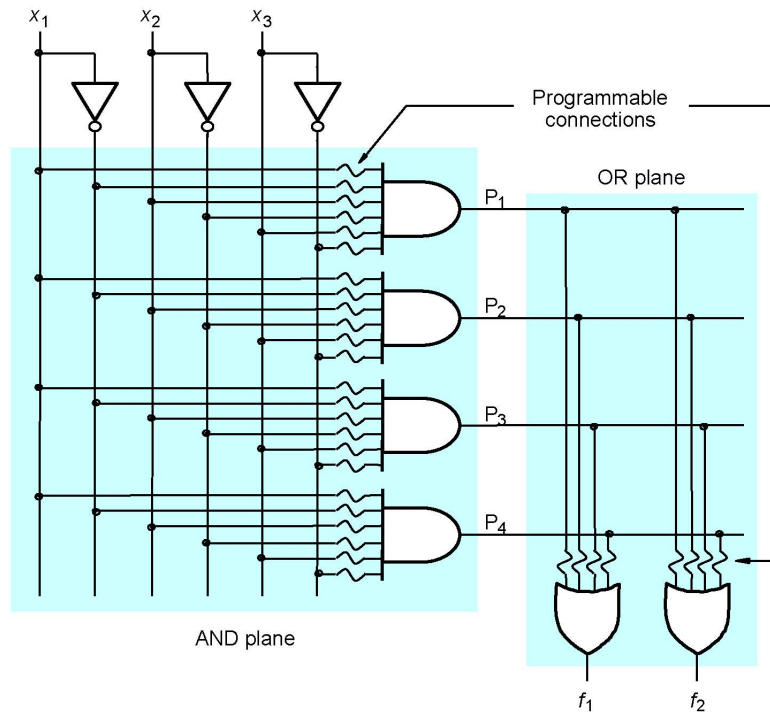 x1 x2 x3
Programmable
connections
OR plane
P1
P2
P3
P4
AND plane
f1 f2